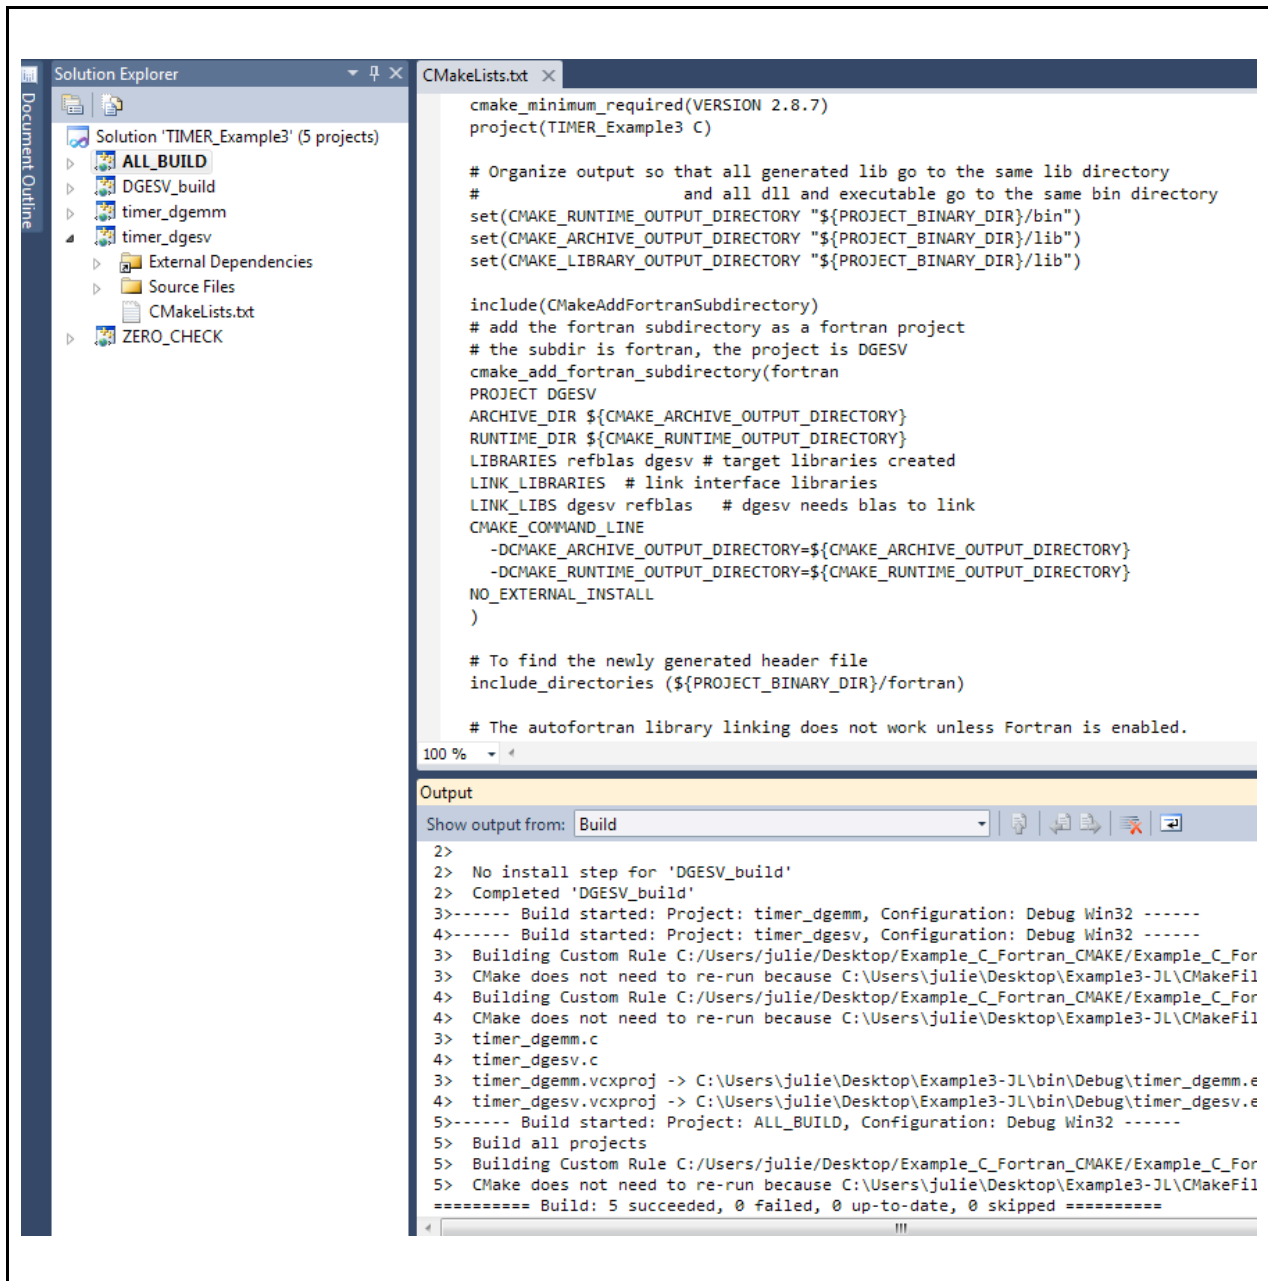 Document Outline
Solution Explorer
Solution 'TIMER_Example3' (5 projects)
ALL_BUILD
DGESV_build
timer_dgemm
timer_dgesv
External Dependencies
Source Files
CMakeLists.txt
ZERO_CHECK
CMakeLists.txt
cmake_minimum_required(VERSION 2.8.7)
project(TIMER_Example3 C)
# Organize output so that all generated lib go to the same lib directory
# and all dll and executable go to the same bin directory
set(CMAKE_RUNTIME_OUTPUT_DIRECTORY "${PROJECT_BINARY_DIR}/bin")
set(CMAKE_ARCHIVE_OUTPUT_DIRECTORY "${PROJECT_BINARY_DIR}/lib")
set(CMAKE_LIBRARY_OUTPUT_DIRECTORY "${PROJECT_BINARY_DIR}/lib")
include(CMakeAddFortranSubdirectory)
# add the fortran subdirectory as a fortran project
# the subdir is fortran, the project is DGESV
cmake_add_fortran_subdirectory(fortran
PROJECT DGESV
ARCHIVE_DIR ${CMAKE_ARCHIVE_OUTPUT_DIRECTORY}
RUNTIME_DIR ${CMAKE_RUNTIME_OUTPUT_DIRECTORY}
LIBRARIES refblas dgesv # target libraries created
LINK_LIBRARIES # link interface libraries
LINK_LIBS dgesv refblas # dgesv needs blas to link
CMAKE_COMMAND_LINE
-DCMAKE_ARCHIVE_OUTPUT_DIRECTORY=${CMAKE_ARCHIVE_OUTPUT_DIRECTORY}
-DCMAKE_RUNTIME_OUTPUT_DIRECTORY=${CMAKE_RUNTIME_OUTPUT_DIRECTORY}
NO_EXTERNAL_INSTALL
)
# To find the newly generated header file
include_directories (${PROJECT_BINARY_DIR}/fortran)
# The autofortran library linking does not work unless Fortran is enabled.
100 %
Output
Show output from: Build
2>
2> No install step for 'DGESV_build'
2> Completed 'DGESV_build'
3>------ Build started: Project: timer_dgemm, Configuration: Debug Win32 ------
4>------ Build started: Project: timer_dgesv, Configuration: Debug Win32 ------
3> Building Custom Rule C:/Users/julie/Desktop/Example_C_Fortran_CMAKE/Example_C_For
3> CMake does not need to re-run because C:\Users\julie\Desktop\Example3-JL\CMakeFil
4> Building Custom Rule C:/Users/julie/Desktop/Example_C_Fortran_CMAKE/Example_C_For
4> CMake does not need to re-run because C:\Users\julie\Desktop\Example3-JL\CMakeFil
3> timer_dgemm.c
4> timer_dgesv.c
3> timer_dgemm.vcxproj -> C:\Users\julie\Desktop\Example3-JL\bin\Debug\timer_dgemm.e
4> timer_dgesv.vcxproj -> C:\Users\julie\Desktop\Example3-JL\bin\Debug\timer_dgesv.e
5>------ Build started: Project: ALL_BUILD, Configuration: Debug Win32 ------
5> Build all projects
5> Building Custom Rule C:/Users/julie/Desktop/Example_C_Fortran_CMAKE/Example_C_For
5> CMake does not need to re-run because C:\Users\julie\Desktop\Example3-JL\CMakeFil
========== Build: 5 succeeded, 0 failed, 0 up-to-date, 0 skipped ==========